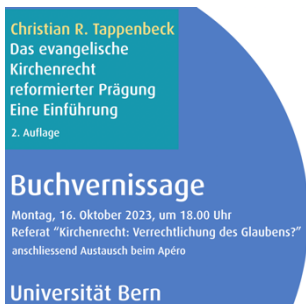 Christian R. Tappenbeck
Das evangelische
Kirchenrecht
reformierter Prägung
Eine Einführung
2. Auflage
Buchvernissage
Montag, 16. Oktober 2023, um 18.00 Uhr
Referat "Kirchenrecht: Verrechtlichung des Glaubens?"
anschliessend Austausch beim Apéro
Universität Bern